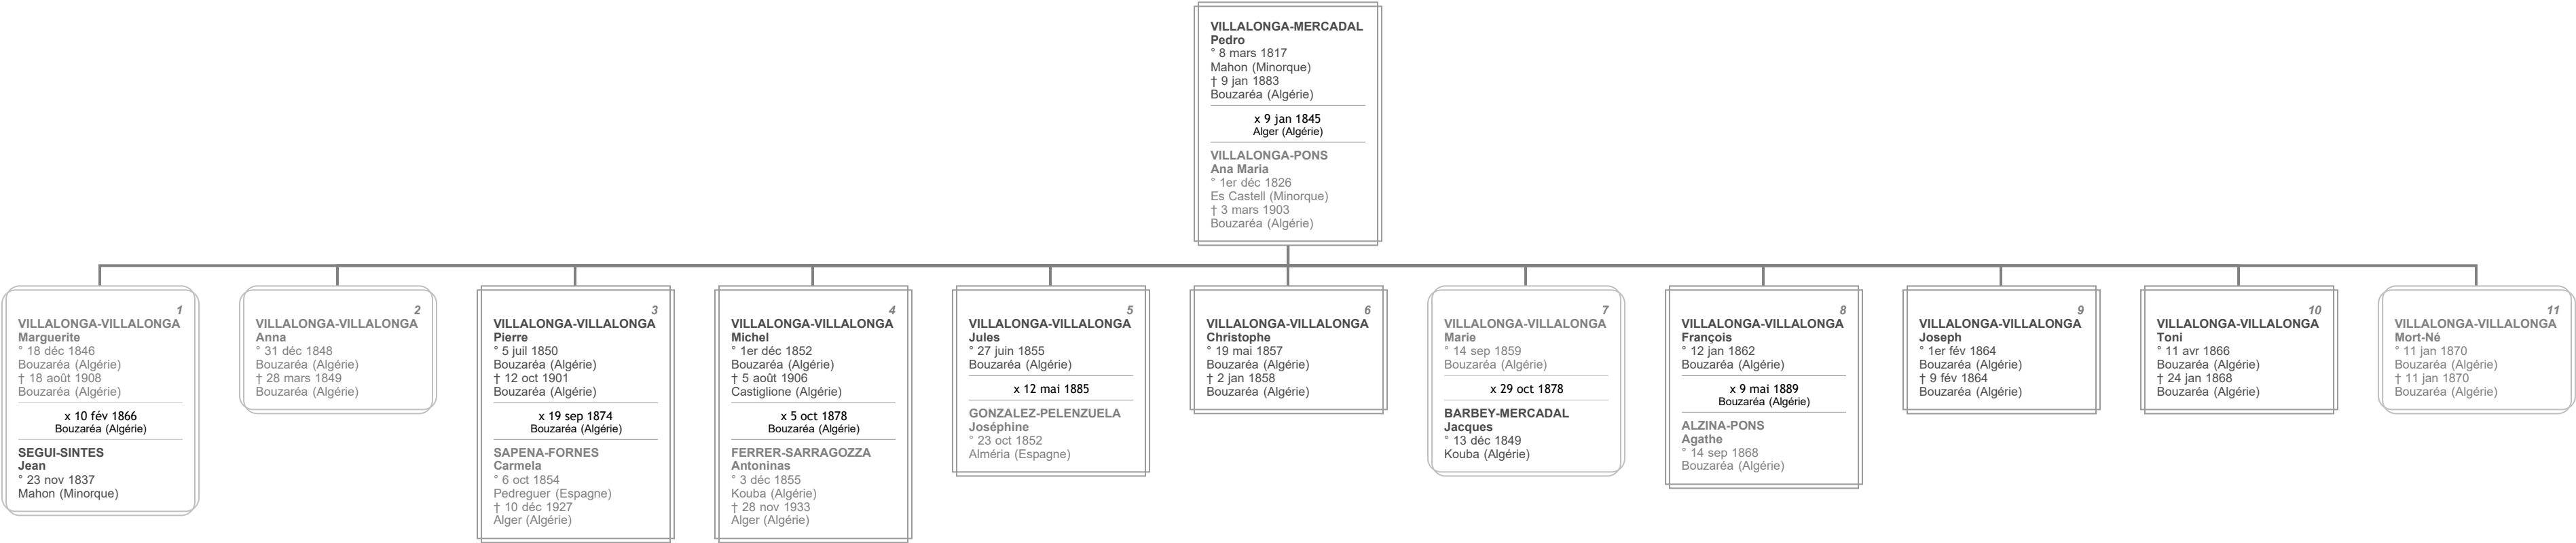 VILLALONGA-MERCADAL
Pedro
° 8 mars 1817
Mahon (Minorque)
† 9 jan 1883
Bouzaréa (Algérie)
x 9 jan 1845
Alger (Algérie)
VILLALONGA-PONS
Ana Maria
° 1er déc 1826
Es Castell (Minorque)
† 3 mars 1903
Bouzaréa (Algérie)
1
VILLALONGA-VILLALONGA
Marguerite
° 18 déc 1846
Bouzaréa (Algérie)
† 18 août 1908
Bouzaréa (Algérie)
x 10 fév 1866
Bouzaréa (Algérie)
SEGUI-SINTES
Jean
° 23 nov 1837
Mahon (Minorque)
2
VILLALONGA-VILLALONGA
Anna
° 31 déc 1848
Bouzaréa (Algérie)
† 28 mars 1849
Bouzaréa (Algérie)
3
VILLALONGA-VILLALONGA
Pierre
° 5 juil 1850
Bouzaréa (Algérie)
† 12 oct 1901
Bouzaréa (Algérie)
x 19 sep 1874
Bouzaréa (Algérie)
SAPENA-FORNES
Carmela
° 6 oct 1854
Pedreguer (Espagne)
† 10 déc 1927
Alger (Algérie)
4
VILLALONGA-VILLALONGA
Michel
° 1er déc 1852
Bouzaréa (Algérie)
† 5 août 1906
Castiglione (Algérie)
x 5 oct 1878
Bouzaréa (Algérie)
FERRER-SARRAGOZZA
Antoninas
° 3 déc 1855
Kouba (Algérie)
† 28 nov 1933
Alger (Algérie)
5
VILLALONGA-VILLALONGA
Jules
° 27 juin 1855
Bouzaréa (Algérie)
x 12 mai 1885
GONZALEZ-PELENZUELA
Joséphine
° 23 oct 1852
Alméria (Espagne)
6
VILLALONGA-VILLALONGA
Christophe
° 19 mai 1857
Bouzaréa (Algérie)
† 2 jan 1858
Bouzaréa (Algérie)
7
VILLALONGA-VILLALONGA
Marie
° 14 sep 1859
Bouzaréa (Algérie)
x 29 oct 1878
BARBEY-MERCADAL
Jacques
° 13 déc 1849
Kouba (Algérie)
8
VILLALONGA-VILLALONGA
François
° 12 jan 1862
Bouzaréa (Algérie)
x 9 mai 1889
Bouzaréa (Algérie)
ALZINA-PONS
Agathe
° 14 sep 1868
Bouzaréa (Algérie)
9
VILLALONGA-VILLALONGA
Joseph
° 1er fév 1864
Bouzaréa (Algérie)
† 9 fév 1864
Bouzaréa (Algérie)
10
VILLALONGA-VILLALONGA
Toni
° 11 avr 1866
Bouzaréa (Algérie)
† 24 jan 1868
Bouzaréa (Algérie)
11
VILLALONGA-VILLALONGA
Mort-Né
° 11 jan 1870
Bouzaréa (Algérie)
† 11 jan 1870
Bouzaréa (Algérie)